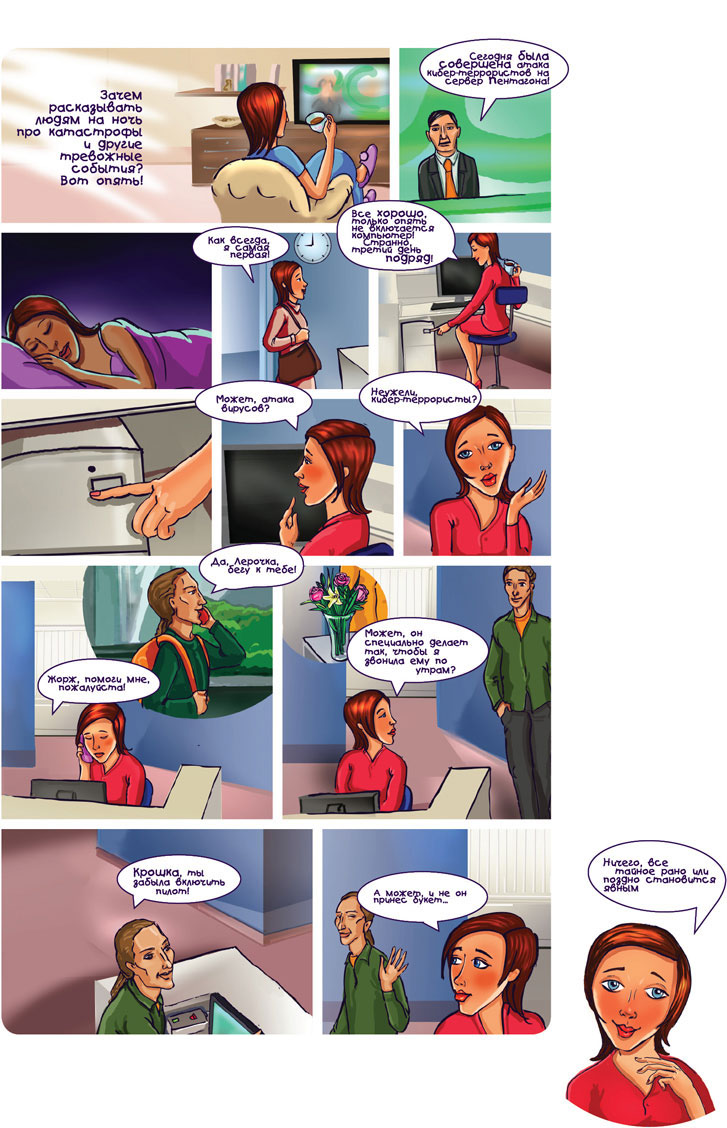 Зачем
рассказывать
людям на ночь
про катастрофы
и другие
тревожные
события?
Вот опять!
Сегодня была
совершена атака
кибер-террористов на
сервер Пентагона!
Как всегда,
я самая
первая!
Все хорошо,
только опять
не включается
компьютер!
Странно,
третий день
подряд!
Может, атака
вирусов?
Неужели,
кибер-террористы?
Да, Лерочка,
бегу к тебе!
Жорж, помоги мне,
пожалуйста!
Может, он
специально делает
так, чтобы я
звонила ему по
утрам?
Крошка, ты
забыла включить
пилот!
А может, и не он
принес букет...
Ничего, все
тайное рано или
поздно становится
явным